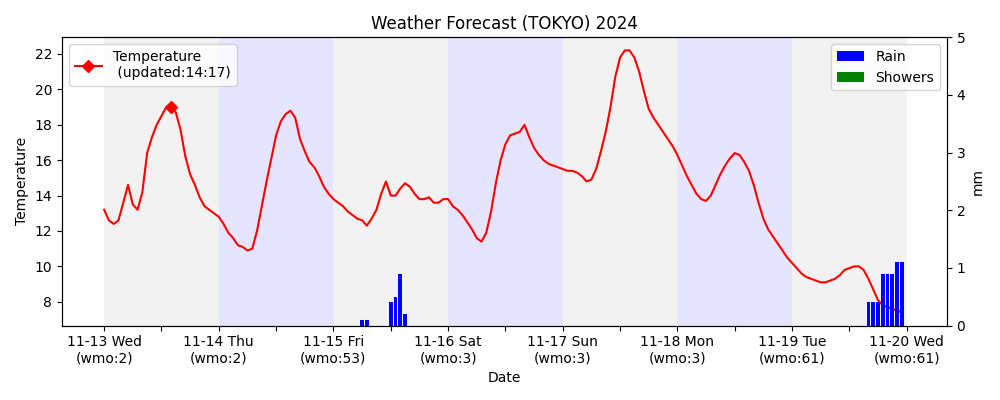 Weather Forecast (TOKYO) 2024
Temperature
(updated:14:17)
Rain
Showers
Temperature
22
20
18
16
14
12
10
8
5
4
3
2
1
0
mm
11-13 Wed
(wmo:2)
11-14 Thu
(wmo:2)
11-15 Fri
(wmo:53)
11-16 Sat
(wmo:3)
11-17 Sun
(wmo:3)
11-18 Mon
(wmo:3)
11-19 Tue
(wmo:61)
11-20 Wed
(wmo:61)
Date